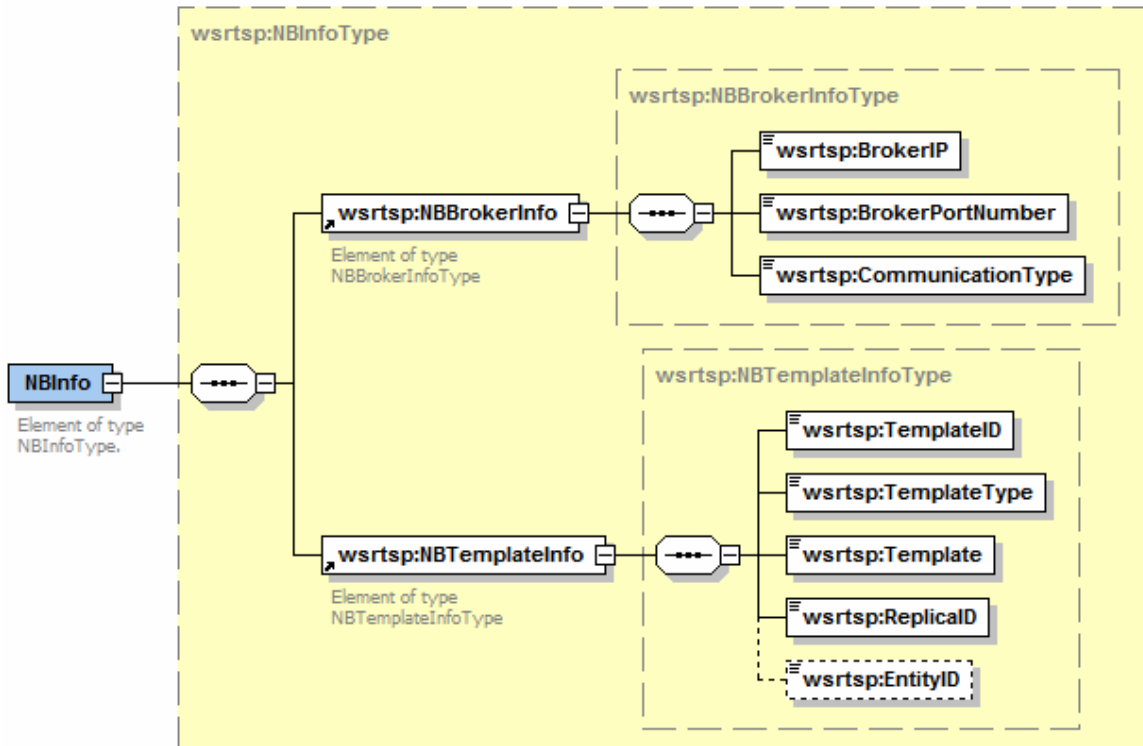 wsrtsp:NBInfoType
wsrtsp:NBBrokerInfoType
wsrtsp:BrokerIP
wsrtsp:NBBrokerInfo
wsrtsp:BrokerPortNumber
Element of type
NBBrokerInfoType
wsrtsp:CommunicationType
NBInfo
Element of type
NBInfoType.
wsrtsp:NBTemplateInfoType
wsrtsp:TemplateID
wsrtsp:TemplateType
wsrtsp:NBTemplateInfo
wsrtsp:Template
Element of type
NBTemplateInfoType
wsrtsp:ReplicaID
wsrtsp:EntityID